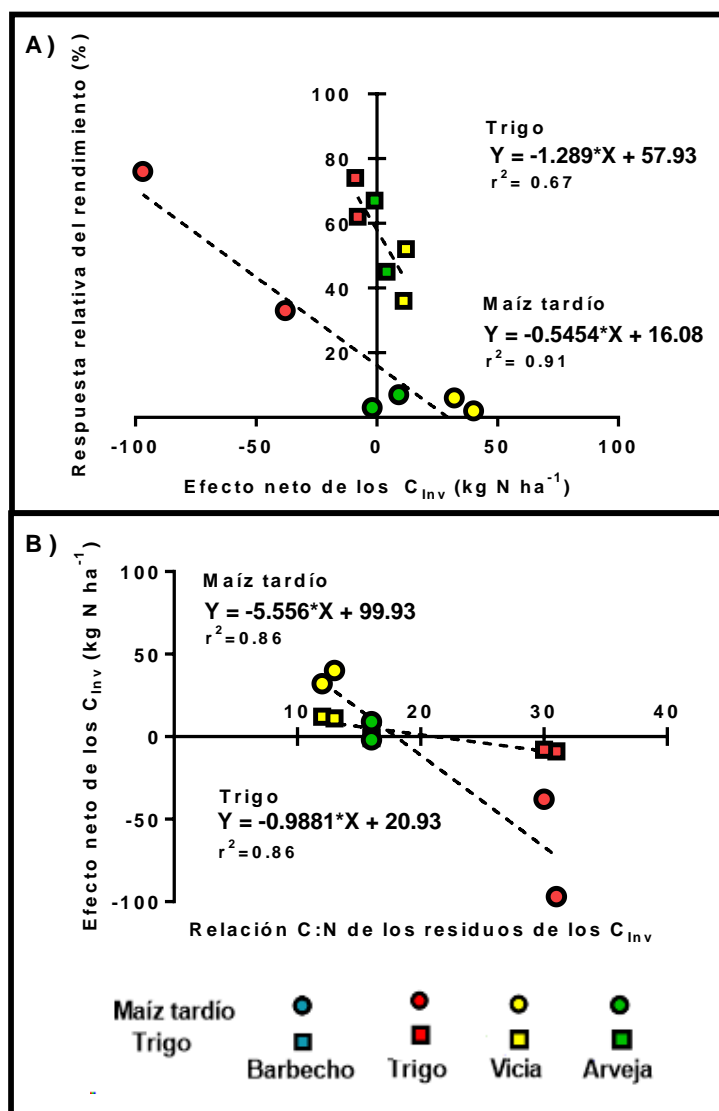 A)
Respuesta relativa del rendimiento (%)
100
80
60
40
20
-100 -50 0 50 100
Trigo
Y = -1.289*X + 57.93
r² = 0.67
Maíz tardío
Y = -0.5454*X + 16.08
r² = 0.91
Efecto neto de los C_Inv (kg N ha⁻¹)
B)
Efecto neto de los C_Inv (kg N ha⁻¹)
100
50
0
-50
-100
10 20 30 40
Maíz tardío
Y = -5.556*X + 99.93
r²=0.86
Trigo
Y = -0.9881*X + 20.93
r²=0.86
Relación C:N de los residuos de los C_Inv
Maíz tardío
Trigo
Barbecho Trigo Vicia Arveja